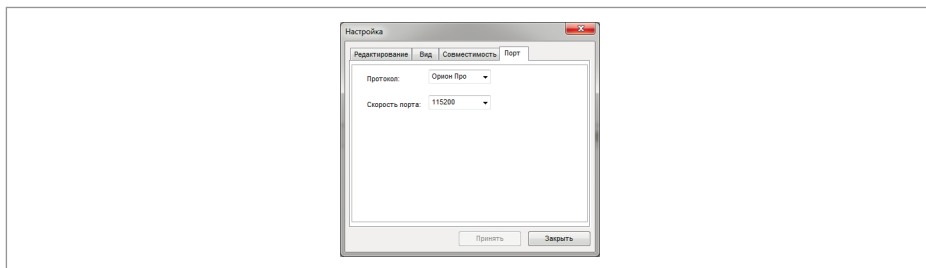 Настройка
Редактирование Вид Совместимость Порт
Протокол: Орион Про
Скорость порта: 115200
Принять Закрыть